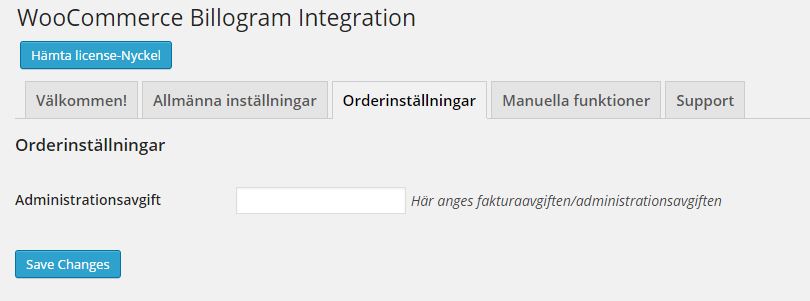 WooCommerce Billogram Integration
Hämta license-Nyckel
Välkommen! Allmänna inställningar Orderinställningar Manuella funktioner Support
Orderinställningar
Administrationsavgift Här anges fakturaavgiften/administrationsavgiften
Save Changes